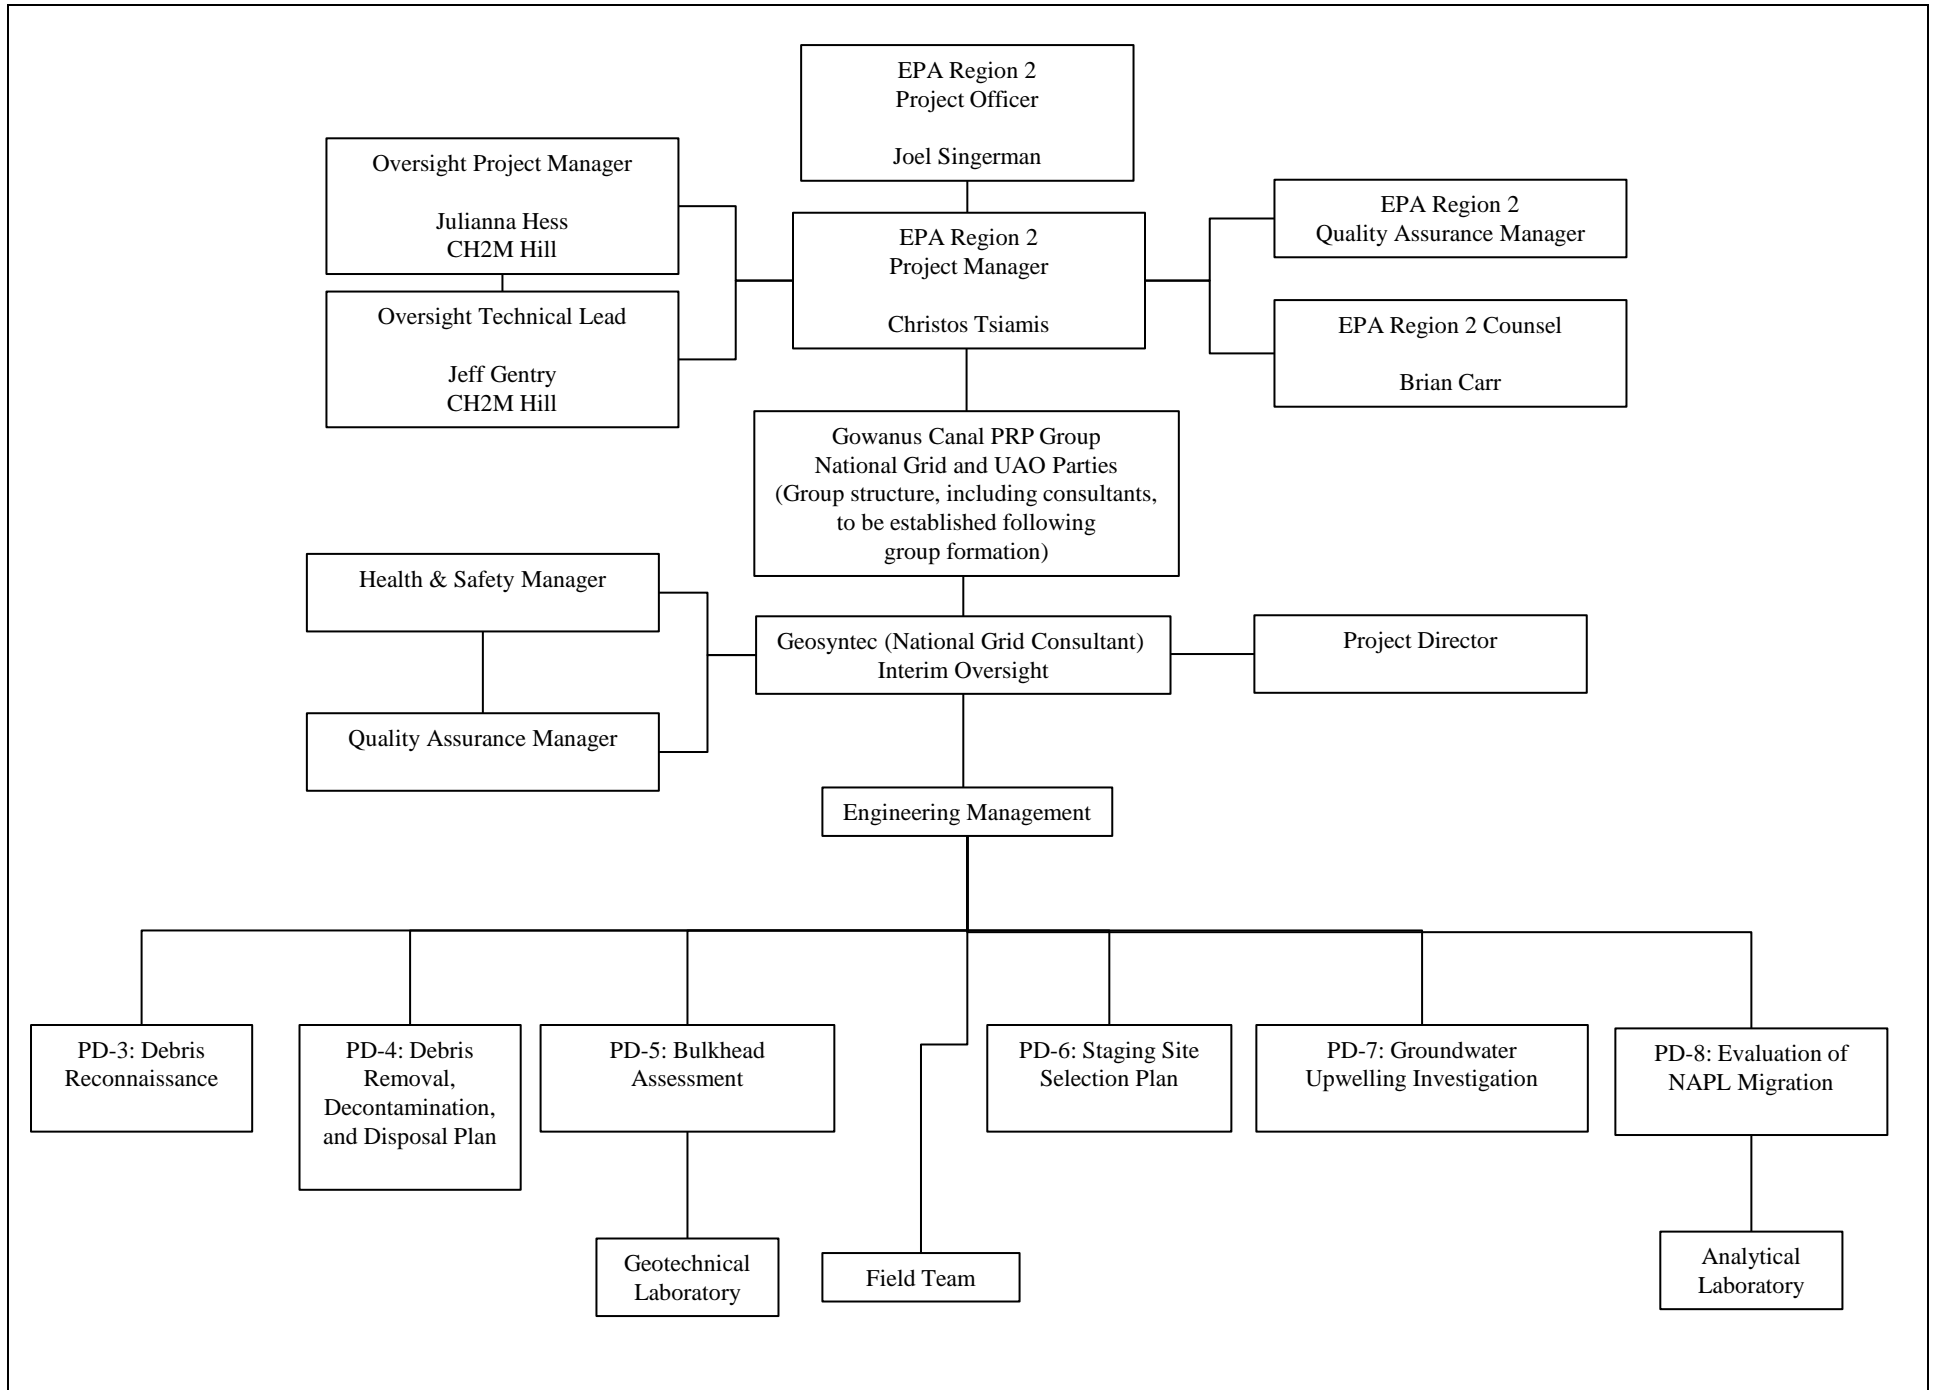 EPA Region 2
Project Officer
Joel Singerman
Oversight Project Manager
Julianna Hess
CH2M Hill
EPA Region 2
Project Manager
Christos Tsiamis
EPA Region 2
Quality Assurance Manager
Oversight Technical Lead
Jeff Gentry
CH2M Hill
EPA Region 2 Counsel
Brian Carr
Gowanus Canal PRP Group
National Grid and UAO Parties
(Group structure, including consultants,
to be established following
group formation)
Health & Safety Manager
Geosyntec (National Grid Consultant)
Interim Oversight
Project Director
Quality Assurance Manager
Engineering Management
PD-3: Debris
Reconnaissance
PD-4: Debris
Removal,
Decontamination,
and Disposal Plan
PD-5: Bulkhead
Assessment
PD-6: Staging Site
Selection Plan
PD-7: Groundwater
Upwelling Investigation
PD-8: Evaluation of
NAPL Migration
Geotechnical
Laboratory
Field Team
Analytical
Laboratory